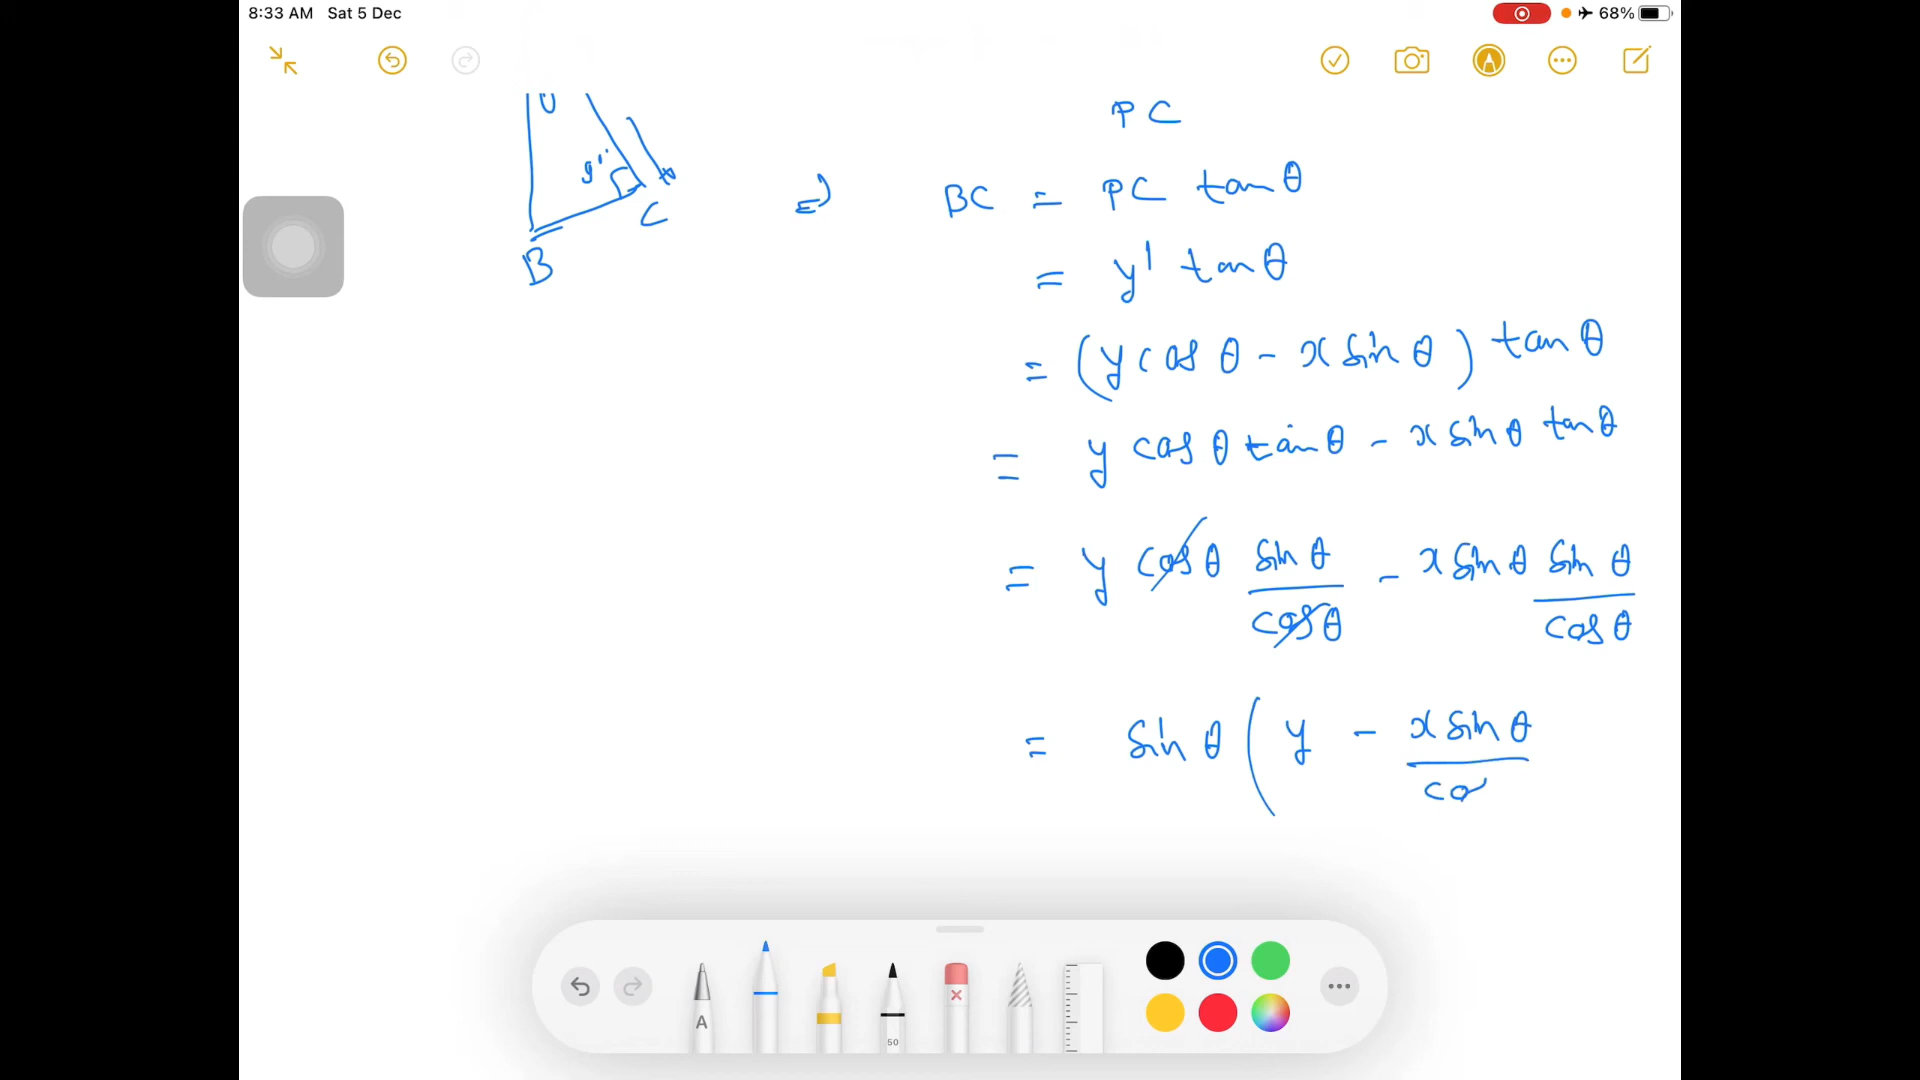 8:33 AM Sat 5 Dec
68%
PC
BC = PC tan θ
= y' tan θ
= (y cos θ - x sin θ) tan θ
= y cos θ tan θ - x sin θ tan θ
= y cos θ sin θ / cos θ - x sin θ sin θ / cos θ
= sin θ ( y - x sin θ / co
C
B
A
50